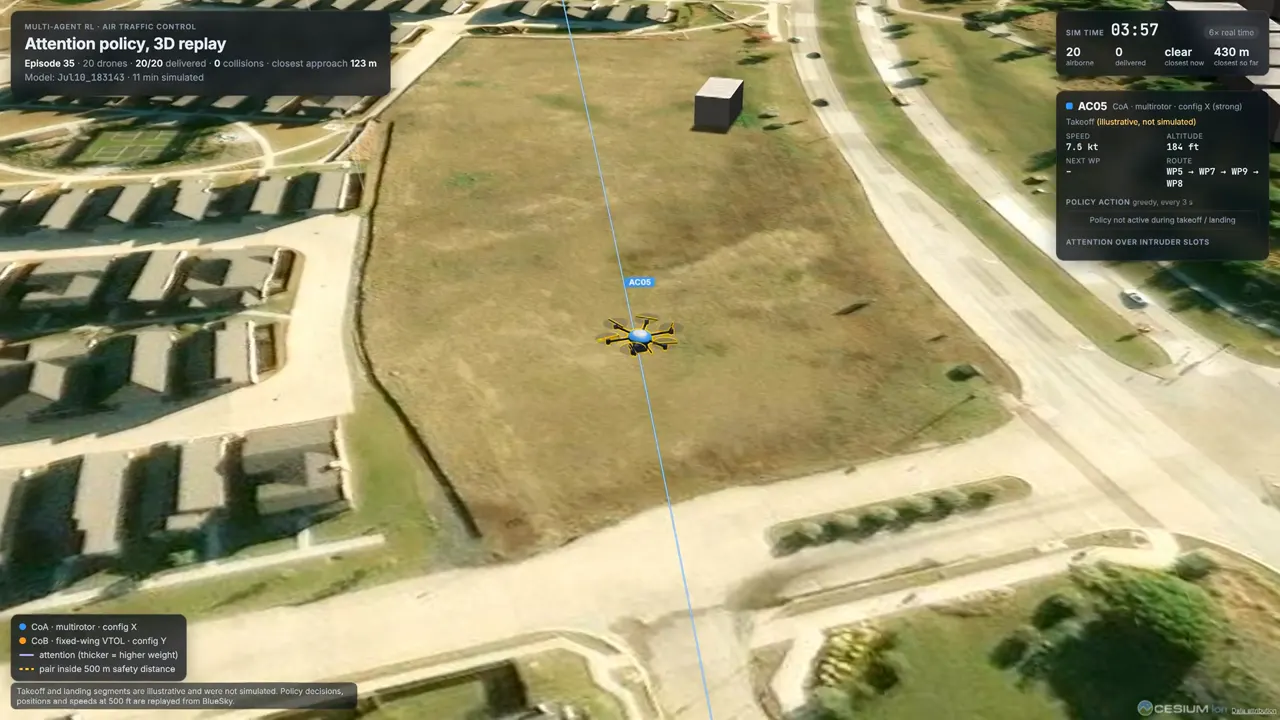 MULTI-AGENT RL · AIR TRAFFIC CONTROL
Attention policy, 3D replay
Episode 35 · 20 drones · 20/20 delivered · 0 collisions · closest approach 123 m
Model: Jul10_183143 · 11 min simulated
SIM TIME 03:57 6× real time
20 0 clear 430 m
airborne delivered closest now closest so far
AC05 CoA · multirotor · config X (strong)
Takeoff (illustrative, not simulated)
SPEED ALTITUDE
7.5 kt 184 ft
NEXT WP ROUTE
– WP5 → WP7 → WP9 →
WP8
POLICY ACTION greedy, every 3 s
Policy not active during takeoff / landing
ATTENTION OVER INTRUDER SLOTS
AC05
CoA · multirotor · config X
CoB · fixed-wing VTOL · config Y
attention (thicker = higher weight)
pair inside 500 m safety distance
Takeoff and landing segments are illustrative and were not simulated. Policy decisions,
positions and speeds at 500 ft are replayed from BlueSky.
CESIUM ion Data attribution